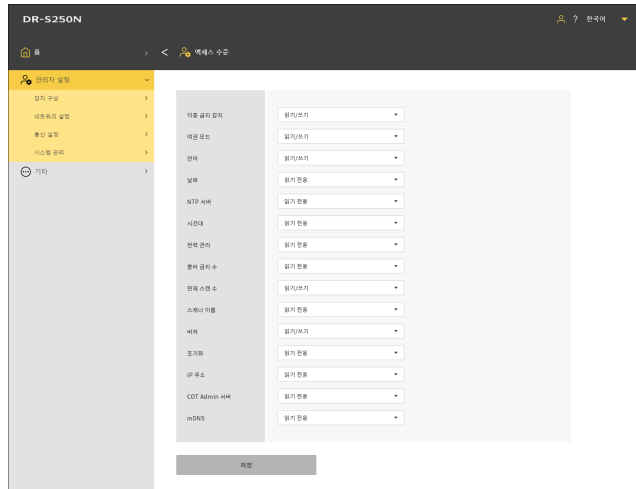 DR-S250N
? 한국어
홈
< 액세스 수준
관리자 설정
장치 구성
네트워크 설정
통신 설정
시스템 관리
기타
이중 급지 감지 읽기/쓰기
여권 모드 읽기/쓰기
언어 읽기/쓰기
날짜 읽기 전용
NTP 서버 읽기 전용
시간대 읽기 전용
전력 관리 읽기 전용
롤러 급지 수 읽기 전용
현재 스캔 수 읽기/쓰기
스캐너 이름 읽기 전용
버저 읽기/쓰기
초기화 읽기 전용
IP 주소 읽기 전용
COT Admin 서버 읽기 전용
mDNS 읽기 전용
저장